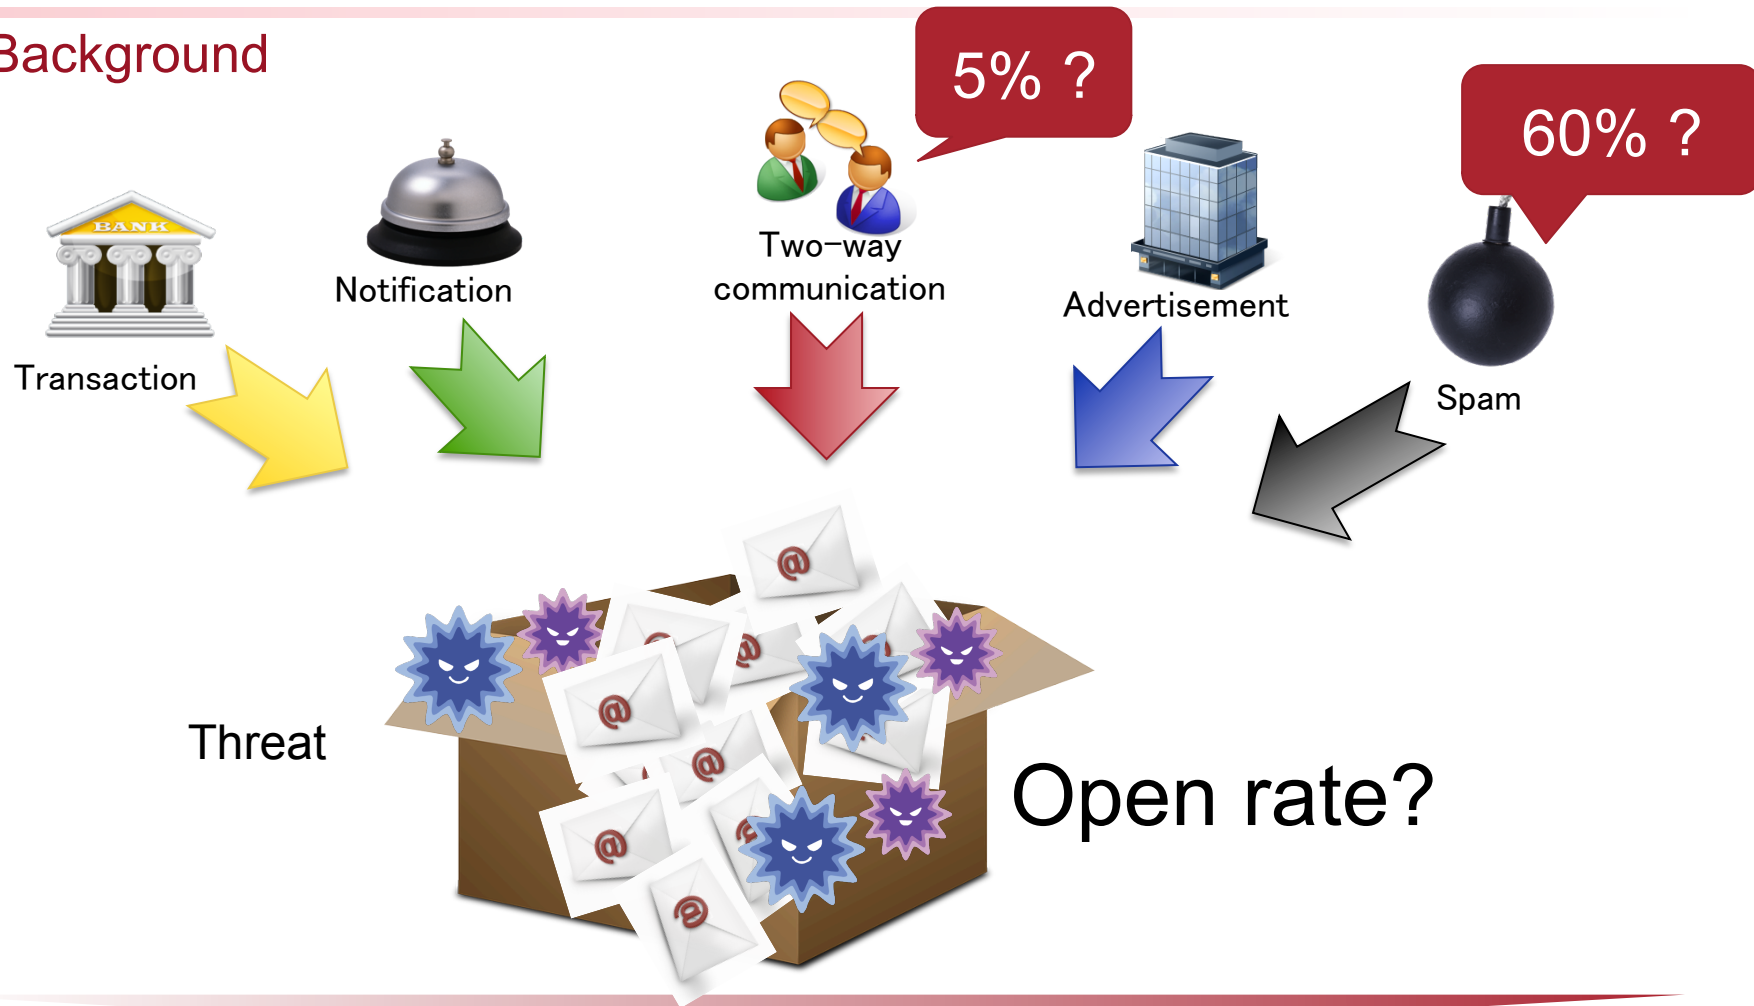 Background
5% ?
60% ?
BANK
Transaction
Notification
Two-way
communication
Advertisement
Spam
@
@
@
@
@
@
@
@
@
@
Threat
Open rate?